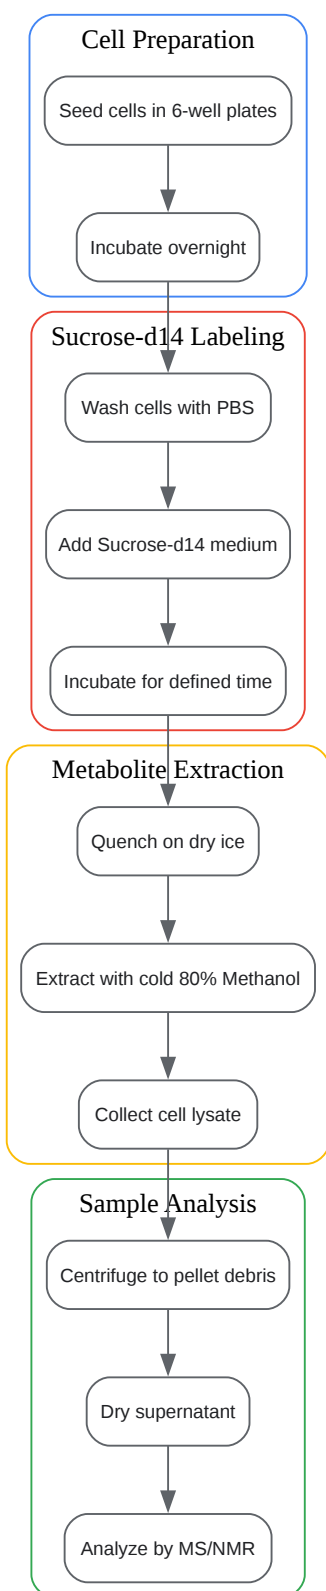 Cell Preparation
Seed cells in 6-well plates
Incubate overnight
Sucrose-d14 Labeling
Wash cells with PBS
Add Sucrose-d14 medium
Incubate for defined time
Metabolite Extraction
Quench on dry ice
Extract with cold 80% Methanol
Collect cell lysate
Sample Analysis
Centrifuge to pellet debris
Dry supernatant
Analyze by MS/NMR